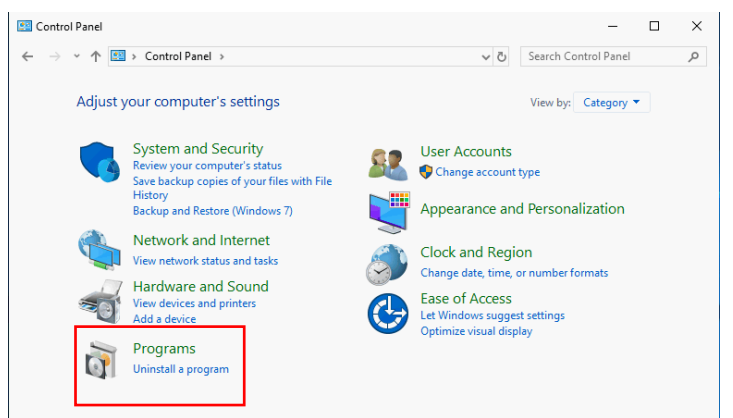 Control Panel
Control Panel
Search Control Panel
Adjust your computer's settings
View by: Category
System and Security
Review your computer's status
Save backup copies of your files with File
History
Backup and Restore (Windows 7)
Network and Internet
View network status and tasks
Hardware and Sound
View devices and printers
Add a device
Programs
Uninstall a program
User Accounts
Change account type
Appearance and Personalization
Clock and Region
Change date, time, or number formats
Ease of Access
Let Windows suggest settings
Optimize visual display